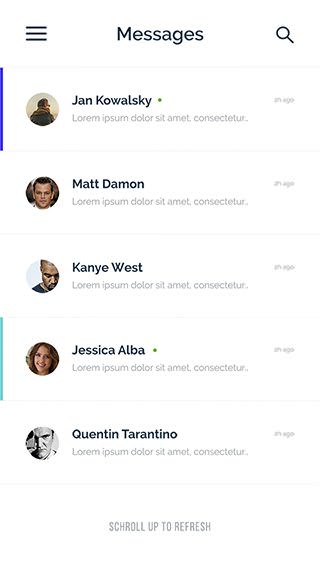 Messages
Jan Kowalsky
2h ago
Lorem ipsum dolor sit amet, consectetur..
Matt Damon
2h ago
Lorem ipsum dolor sit amet, consectetur..
Kanye West
2h ago
Lorem ipsum dolor sit amet, consectetur..
Jessica Alba
2h ago
Lorem ipsum dolor sit amet, consectetur..
Quentin Tarantino
2h ago
Lorem ipsum dolor sit amet, consectetur..
SCROLL UP TO REFRESH